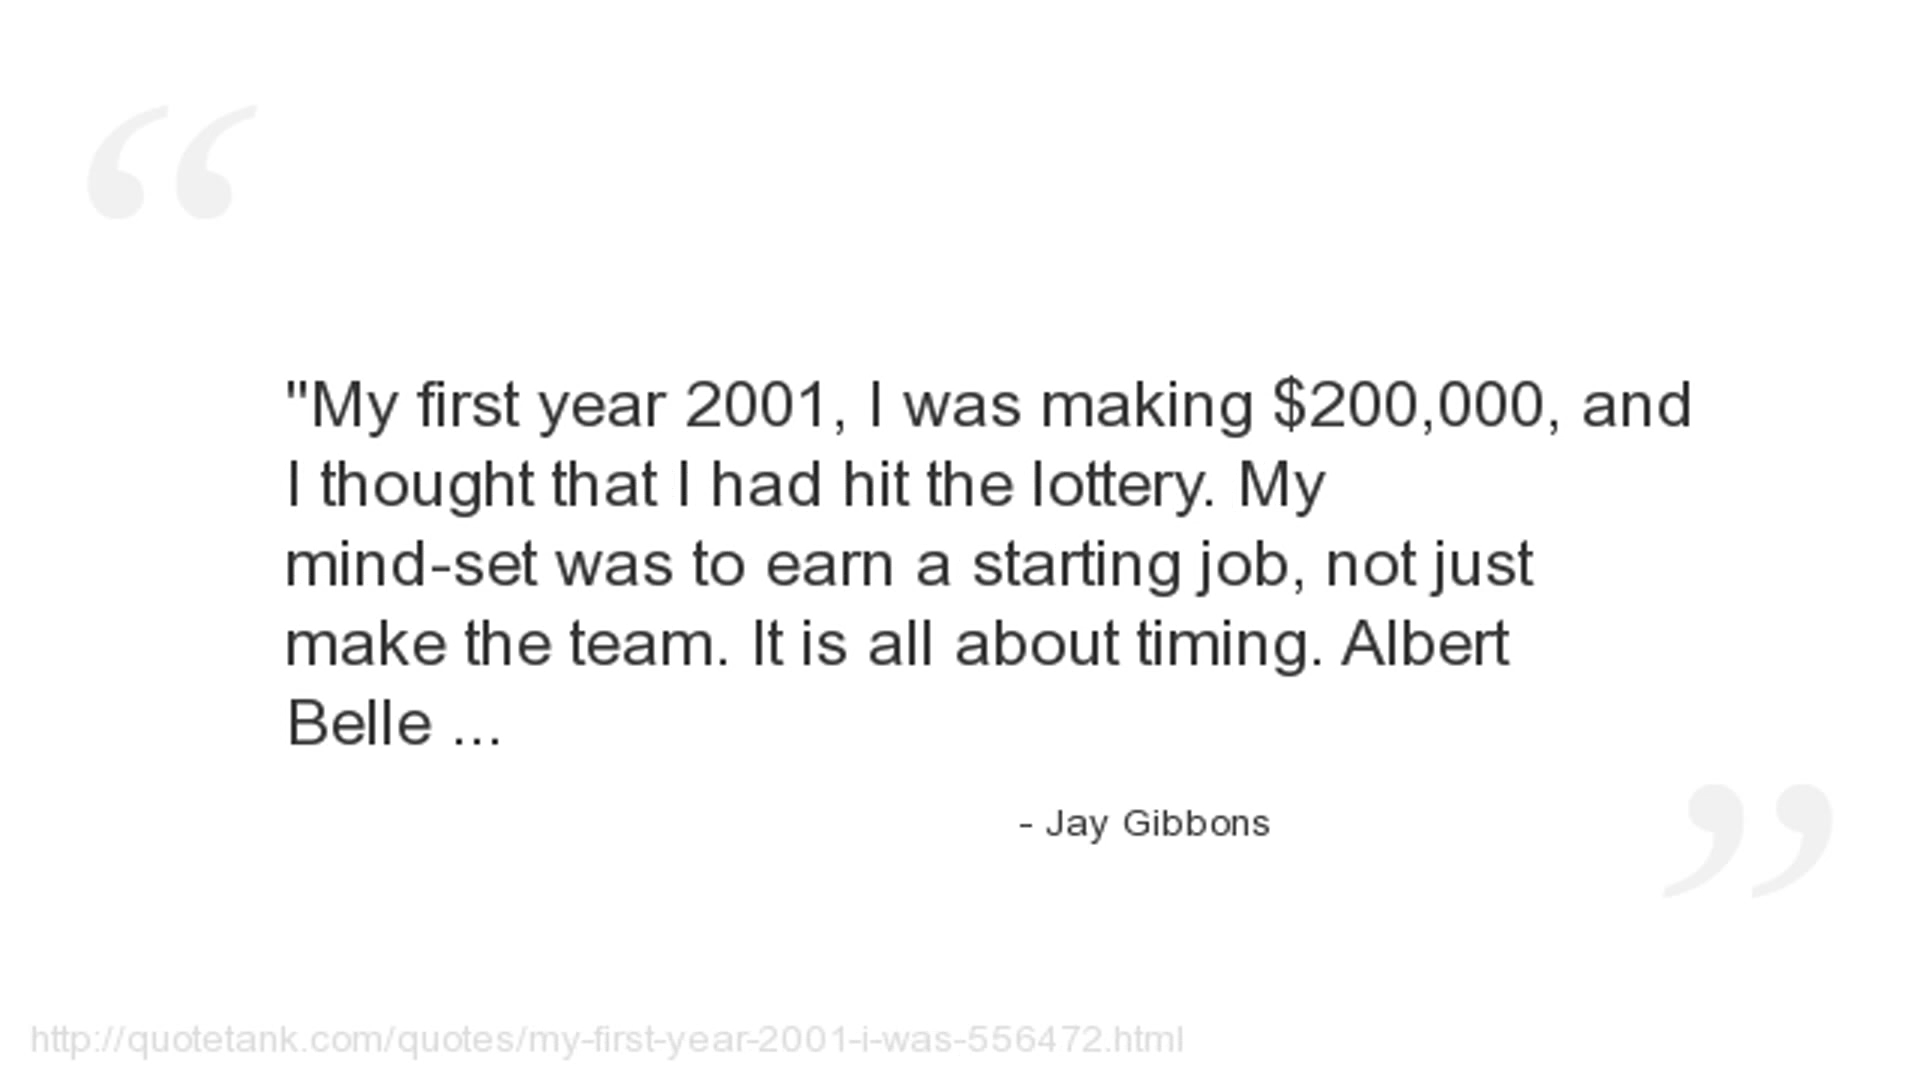 "My first year 2001, I was making $200,000, and
I thought that I had hit the lottery. My
mind-set was to earn a starting job, not just
make the team. It is all about timing. Albert
Belle ...
- Jay Gibbons
http://quotetank.com/quotes/my-first-year-2001-i-was-556472.html